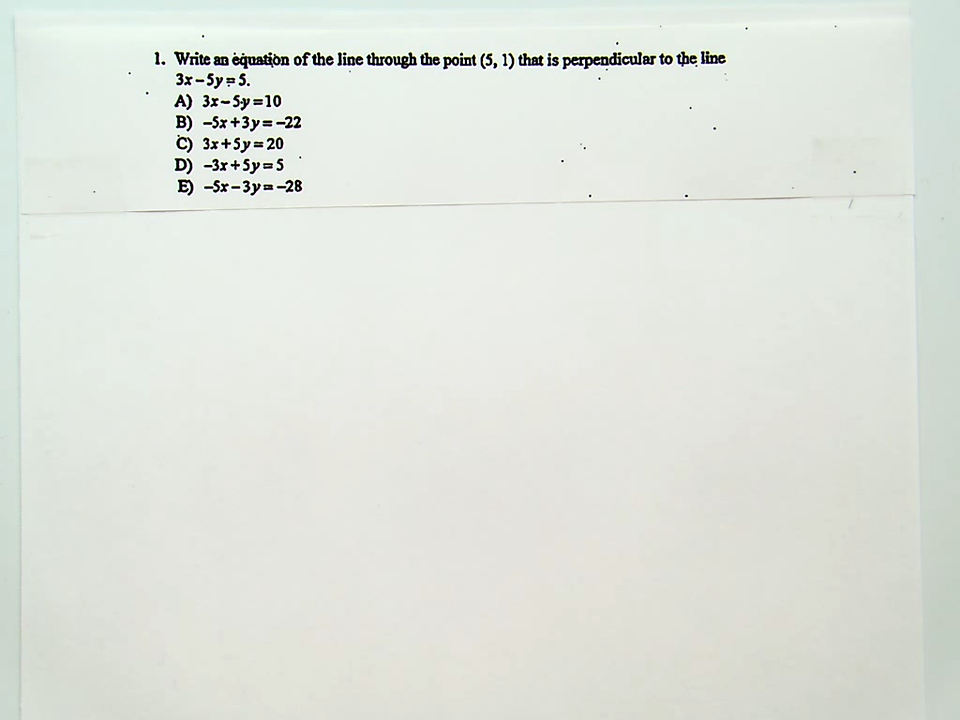 1. Write an equation of the line through the point (5, 1) that is perpendicular to the line
3x – 5y = 5.
A) 3x – 5y = 10
B) –5x + 3y = –22
C) 3x + 5y = 20
D) –3x + 5y = 5
E) –5x – 3y = –28